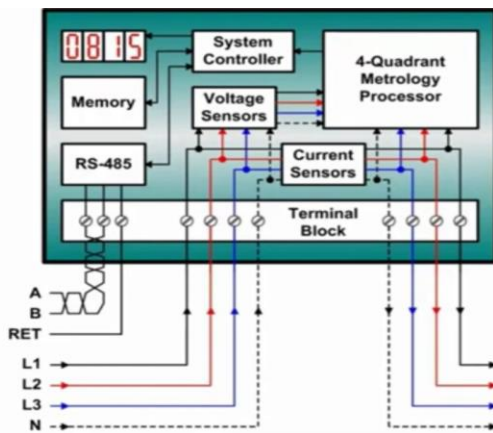 0815
System
Controller
4-Quadrant
Metrology
Processor
Memory
Voltage
Sensors
RS-485
Current
Sensors
Terminal
Block
A
B
RET
L1
L2
L3
N